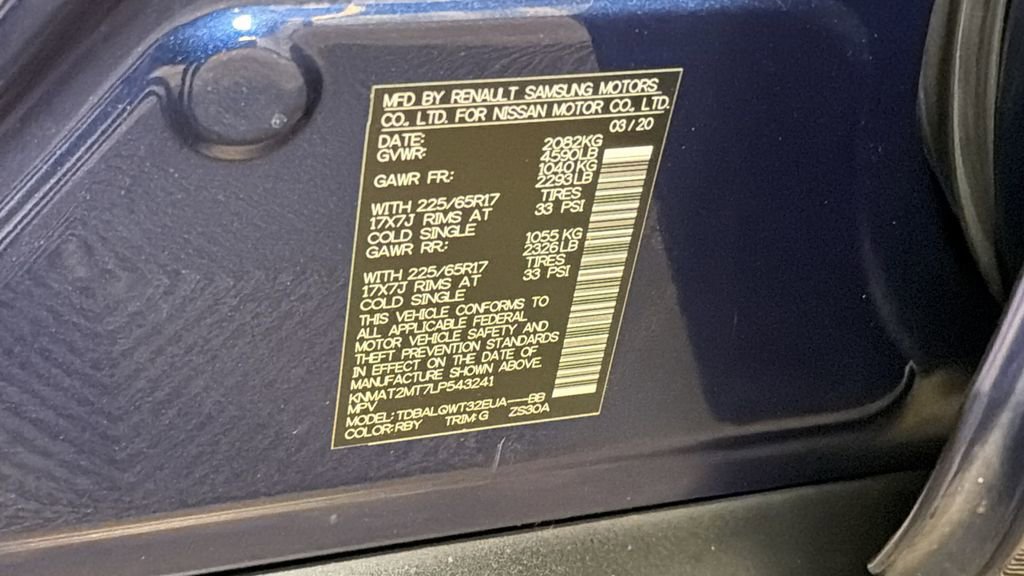 MFD BY RENAULT SAMSUNG MOTORS
CO., LTD. FOR NISSAN MOTOR CO., LTD.
DATE: 03/20
GVWR: 2082KG
4590LB
GAWR FR: 1040KG
2293LB
WITH 225/65R17 TIRES
17X7J RIMS AT 33 PSI
COLD SINGLE
GAWR RR: 1055KG
2326LB
WITH 225/65R17 TIRES
17X7J RIMS AT 33 PSI
COLD SINGLE
THIS VEHICLE CONFORMS TO
ALL APPLICABLE FEDERAL
MOTOR VEHICLE SAFETY AND
THEFT PREVENTION STANDARDS
IN EFFECT ON THE DATE OF
MANUFACTURE SHOWN ABOVE.
KNMAT2MT7LP543241
MPV
MODEL: TDBALQWT32EUA---BB
COLOR: RBY TRIM: G ZS30A